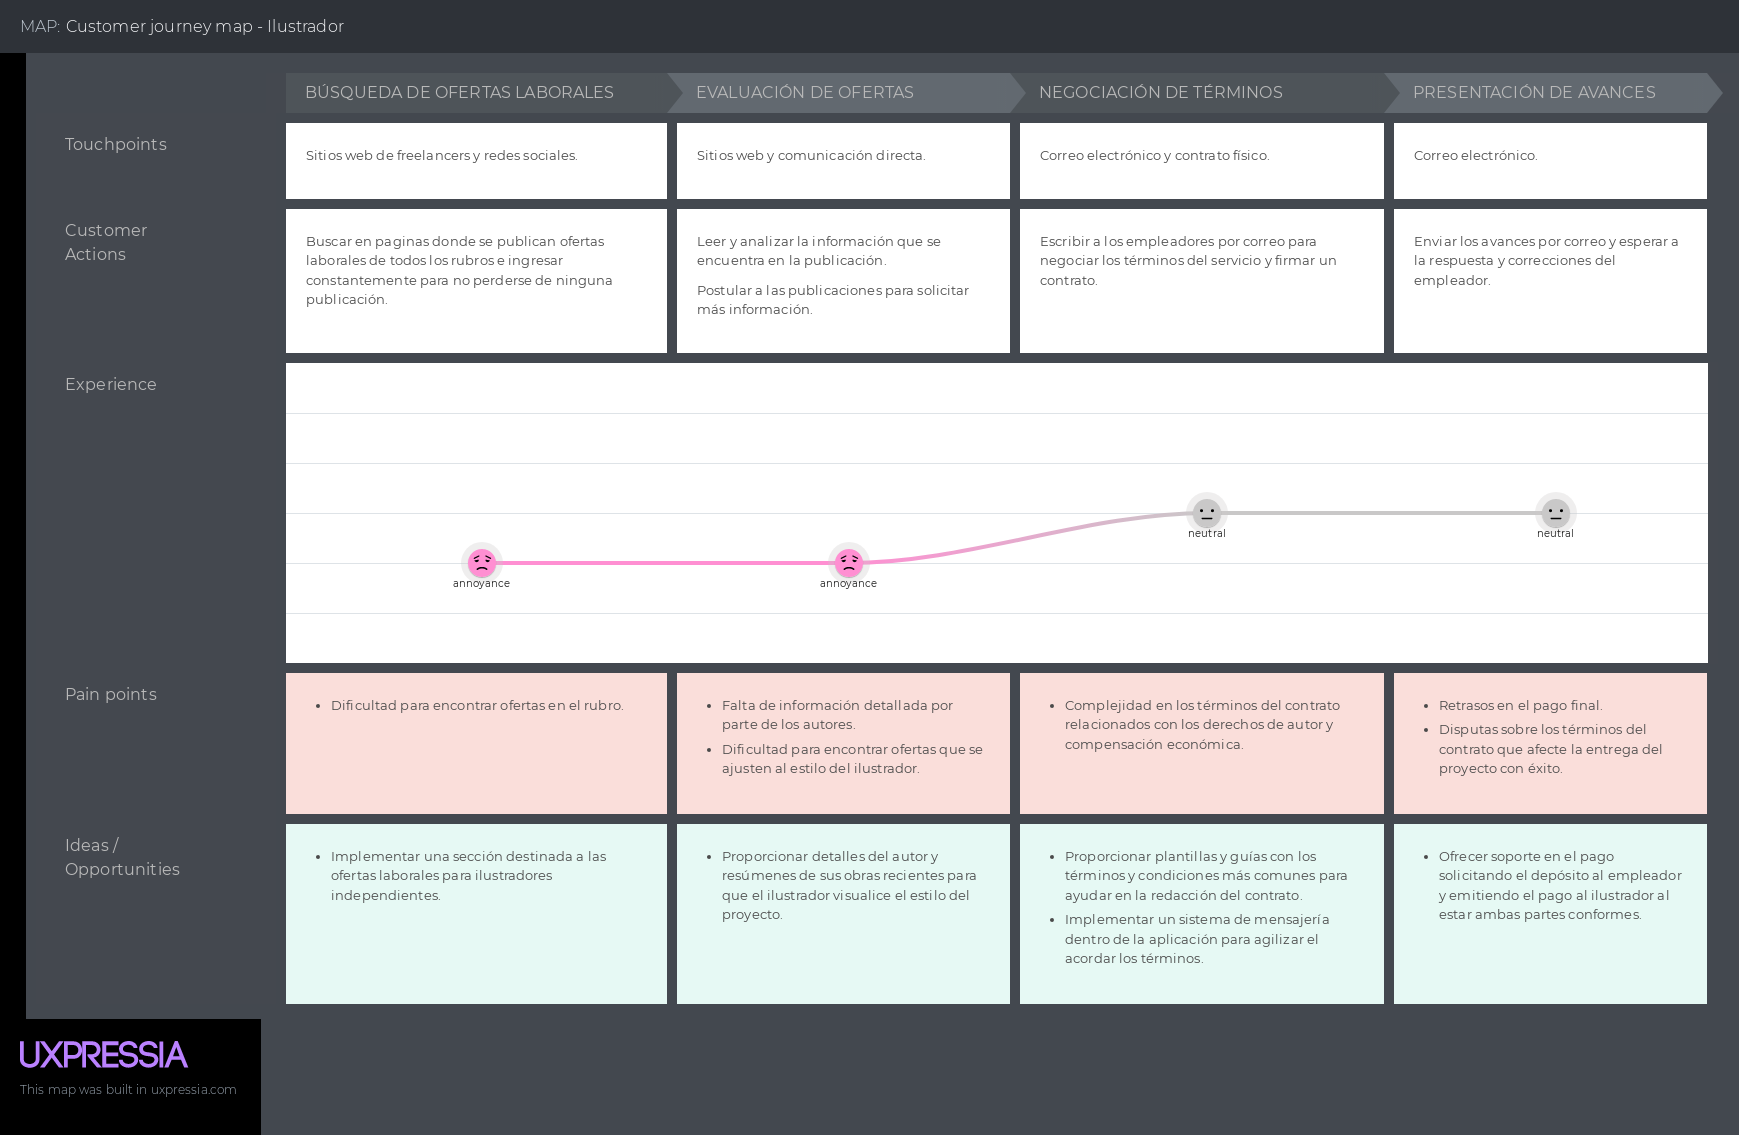 MAP: Customer journey map - Ilustrador
BÚSQUEDA DE OFERTAS LABORALES
EVALUACIÓN DE OFERTAS
NEGOCIACIÓN DE TÉRMINOS
PRESENTACIÓN DE AVANCES
Touchpoints
Sitios web de freelancers y redes sociales.
Sitios web y comunicación directa.
Correo electrónico y contrato físico.
Correo electrónico.
Customer
Actions
Buscar en paginas donde se publican ofertas
laborales de todos los rubros e ingresar
constantemente para no perderse de ninguna
publicación.
Leer y analizar la información que se
encuentra en la publicación.
Postular a las publicaciones para solicitar
más información.
Escribir a los empleadores por correo para
negociar los términos del servicio y firmar un
contrato.
Enviar los avances por correo y esperar a
la respuesta y correcciones del
empleador.
Experience
annoyance
annoyance
neutral
neutral
Pain points
• Dificultad para encontrar ofertas en el rubro.
• Falta de información detallada por
parte de los autores.
• Dificultad para encontrar ofertas que se
ajusten al estilo del ilustrador.
• Complejidad en los términos del contrato
relacionados con los derechos de autor y
compensación económica.
• Retrasos en el pago final.
• Disputas sobre los términos del
contrato que afecte la entrega del
proyecto con éxito.
Ideas /
Opportunities
• Implementar una sección destinada a las
ofertas laborales para ilustradores
independientes.
• Proporcionar detalles del autor y
resúmenes de sus obras recientes para
que el ilustrador visualice el estilo del
proyecto.
• Proporcionar plantillas y guías con los
términos y condiciones más comunes para
ayudar en la redacción del contrato.
• Implementar un sistema de mensajería
dentro de la aplicación para agilizar el
acordar los términos.
• Ofrecer soporte en el pago
solicitando el depósito al empleador
y emitiendo el pago al ilustrador al
estar ambas partes conformes.
UXPRESSIA
This map was built in uxpressia.com